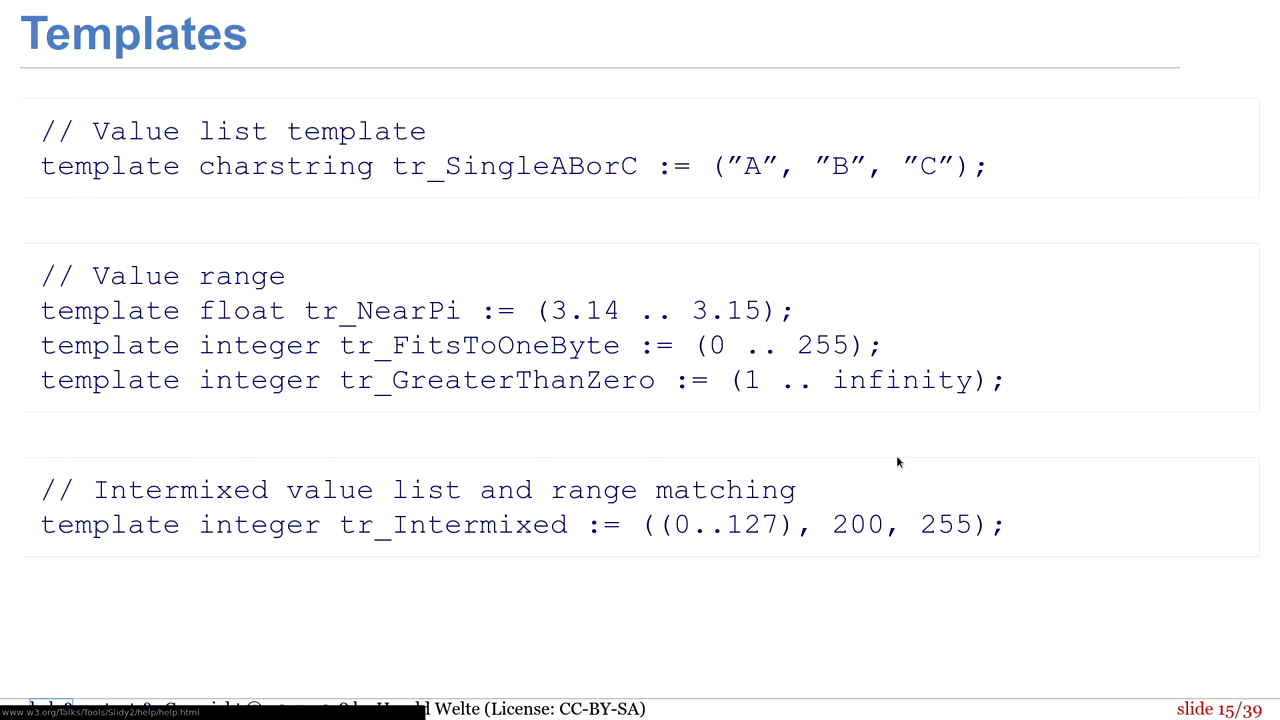 Templates
// Value list template
template charstring tr_SingleABorC := (”A”, ”B”, ”C”);
// Value range
template float tr_NearPi := (3.14 .. 3.15);
template integer tr_FitsToOneByte := (0 .. 255);
template integer tr_GreaterThanZero := (1 .. infinity);
// Intermixed value list and range matching
template integer tr_Intermixed := ((0..127), 200, 255);
Welte (License: CC-BY-SA)
slide 15/39
www.w3.org/Talks/Tools/Slidy2/help/help.html